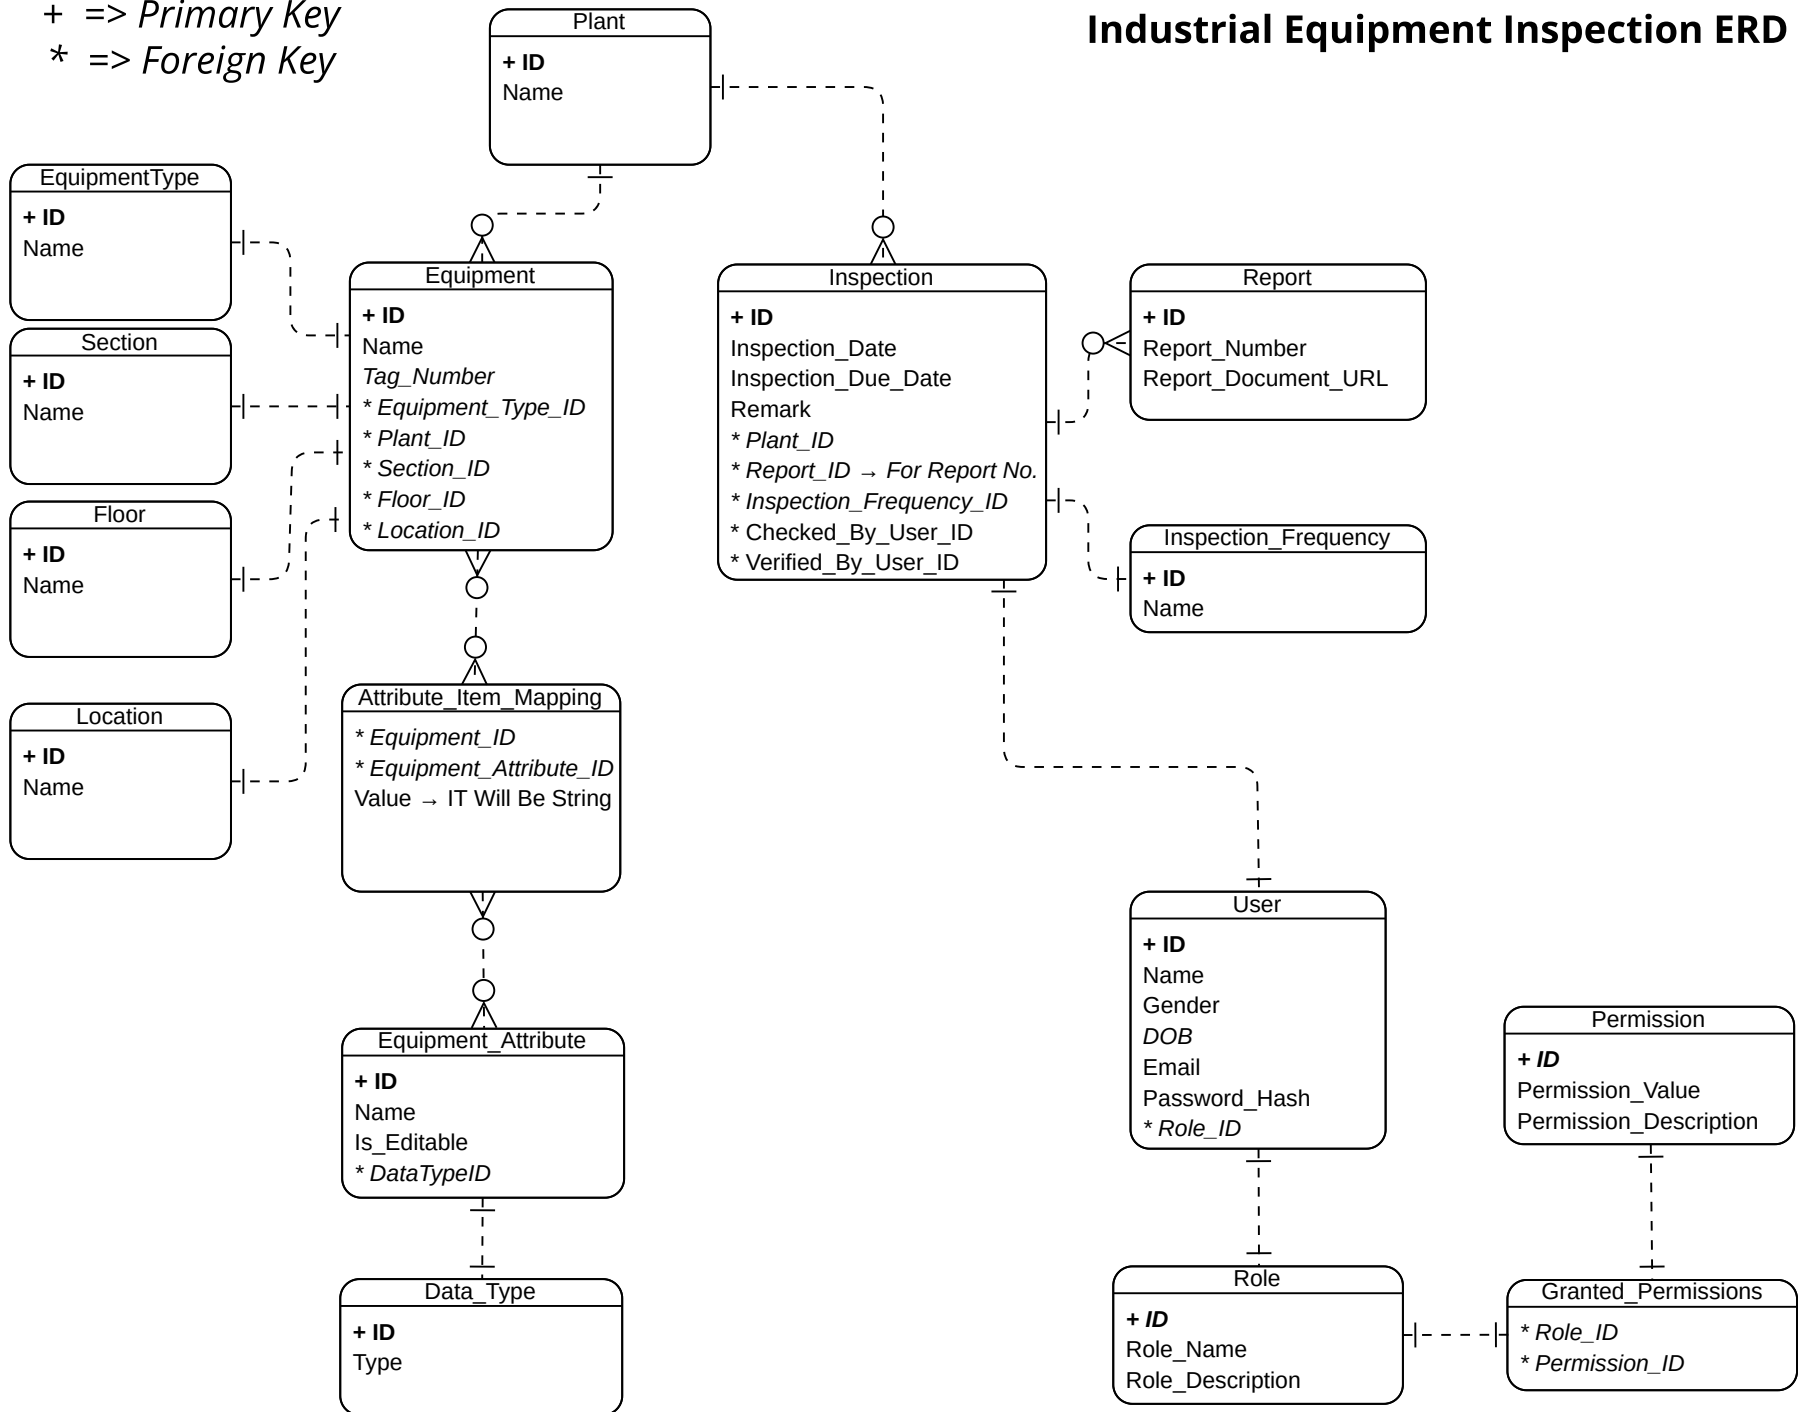 + => Primary Key
* => Foreign Key
Industrial Equipment Inspection ERD
Plant
+ ID
Name
EquipmentType
+ ID
Name
Section
+ ID
Name
Floor
+ ID
Name
Location
+ ID
Name
Equipment
+ ID
Name
Tag_Number
* Equipment_Type_ID
* Plant_ID
* Section_ID
* Floor_ID
* Location_ID
Attribute_Item_Mapping
* Equipment_ID
* Equipment_Attribute_ID
Value → IT Will Be String
Equipment_Attribute
+ ID
Name
Is_Editable
* DataTypeID
Data_Type
+ ID
Type
Inspection
+ ID
Inspection_Date
Inspection_Due_Date
Remark
* Plant_ID
* Report_ID → For Report No.
* Inspection_Frequency_ID
* Checked_By_User_ID
* Verified_By_User_ID
Report
+ ID
Report_Number
Report_Document_URL
Inspection_Frequency
+ ID
Name
User
+ ID
Name
Gender
DOB
Email
Password_Hash
* Role_ID
Role
+ ID
Role_Name
Role_Description
Permission
+ ID
Permission_Value
Permission_Description
Granted_Permissions
* Role_ID
* Permission_ID